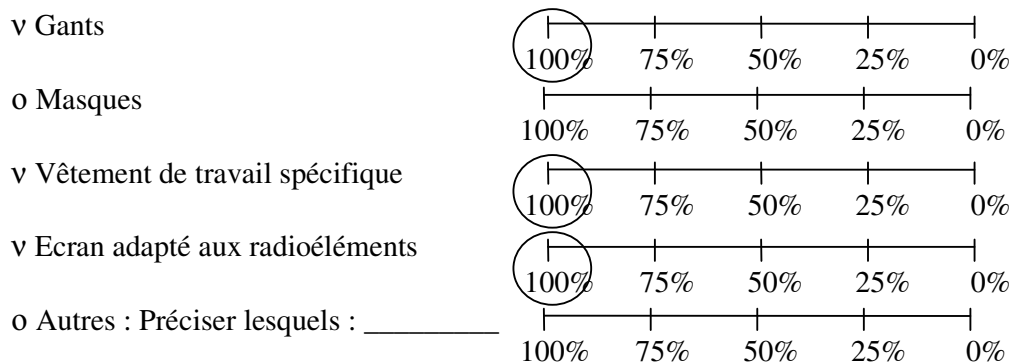 ν Gants
100% 75% 50% 25% 0%
o Masques
100% 75% 50% 25% 0%
ν Vêtement de travail spécifique
100% 75% 50% 25% 0%
ν Ecran adapté aux radioéléments
100% 75% 50% 25% 0%
o Autres : Préciser lesquels : _________
100% 75% 50% 25% 0%